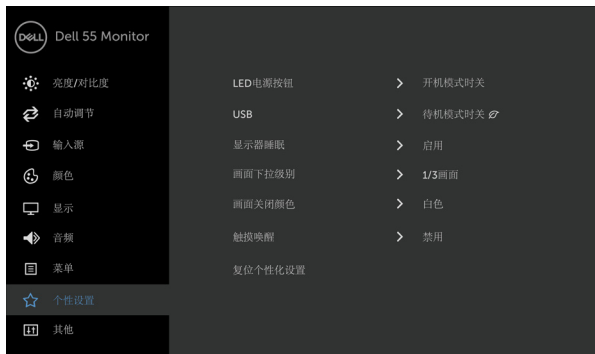 DELL Dell 55 Monitor
亮度/对比度
自动调节
输入源
颜色
显示
音频
菜单
个性设置
其他
LED电源按钮 开机模式时关
USB 待机模式时关
显示器睡眠 启用
画面下拉级别 1/3画面
画面关闭颜色 白色
触摸唤醒 禁用
复位个性化设置